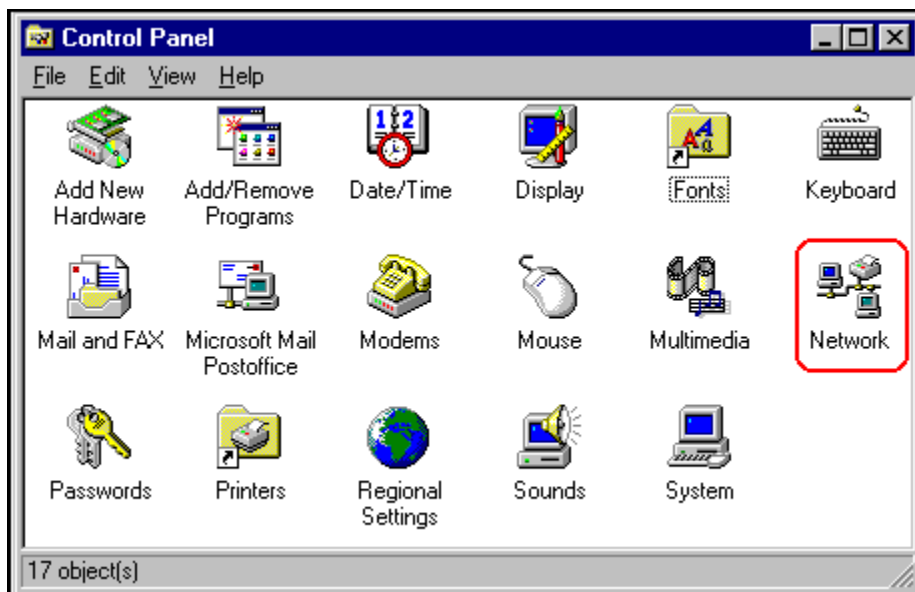 Control Panel
File Edit View Help
Add New Hardware
Add/Remove Programs
Date/Time
Display
Fonts
Keyboard
Mail and FAX
Microsoft Mail Postoffice
Modems
Mouse
Multimedia
Network
Passwords
Printers
Regional Settings
Sounds
System
17 object(s)